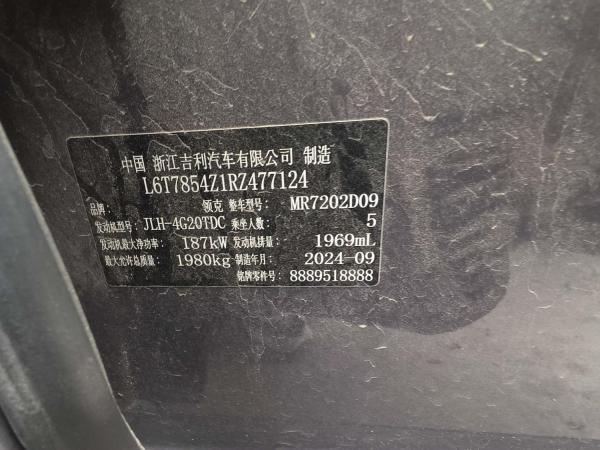 中国 浙江吉利汽车有限公司 制造
L6T7854Z1RZ477124
品牌: 领克 整车型号: MR7202D09
发动机型号: JLH-4G20TDC 乘坐人数: 5
发动机最大净功率: 187kW 发动机排量: 1969mL
最大允许总质量: 1980kg 制造年月: 2024-09
铭牌零件号: 8889518888